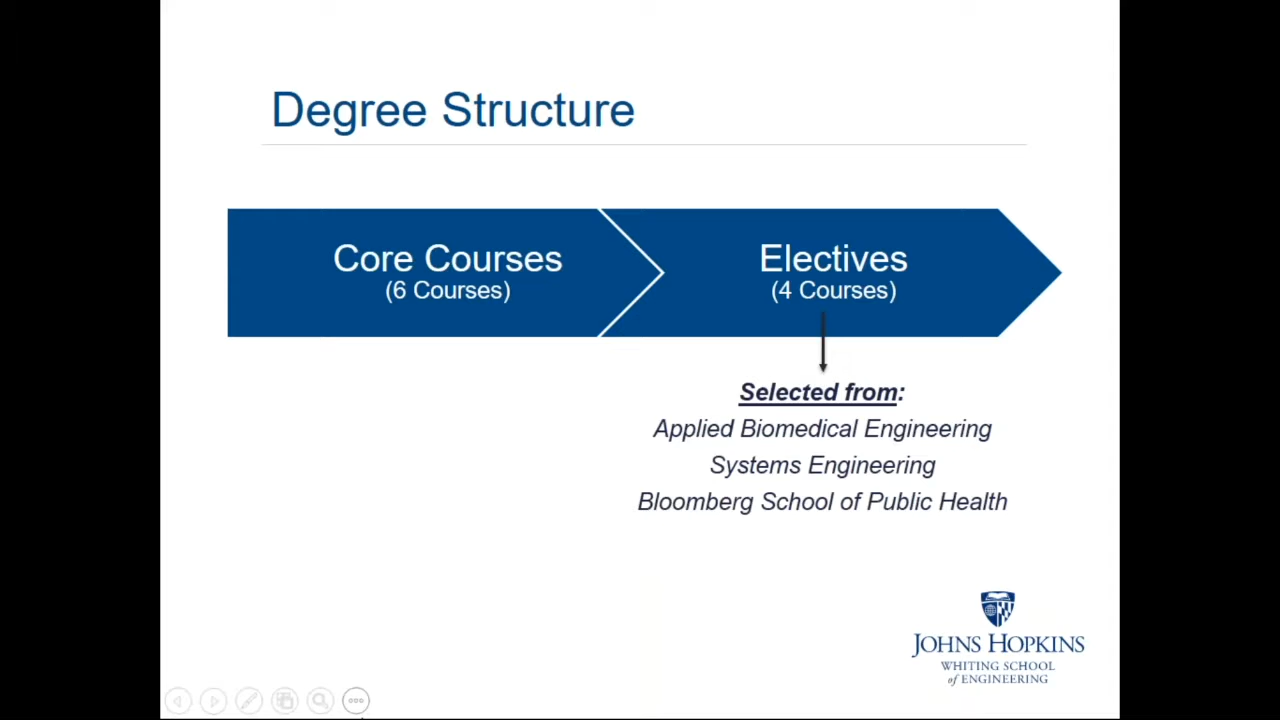 Degree Structure
Core Courses
(6 Courses)
Electives
(4 Courses)
Selected from:
Applied Biomedical Engineering
Systems Engineering
Bloomberg School of Public Health
JOHNS HOPKINS
WHITING SCHOOL
of ENGINEERING